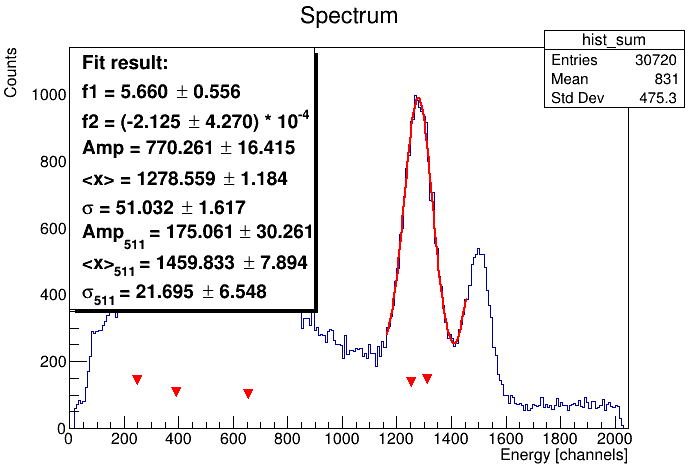 Spectrum
hist_sum
Entries 30720
Mean 831
Std Dev 475.3
Counts
Fit result:
f1 = 5.660 ± 0.556
f2 = (-2.125 ± 4.270) * 10-4
Amp = 770.261 ± 16.415
<x> = 1278.559 ± 1.184
σ = 51.032 ± 1.617
Amp511 = 175.061 ± 30.261
<x>511 = 1459.833 ± 7.894
σ511 = 21.695 ± 6.548
1000
800
600
400
200
0
0 200 400 600 800 1000 1200 1400 1600 1800 2000
Energy [channels]